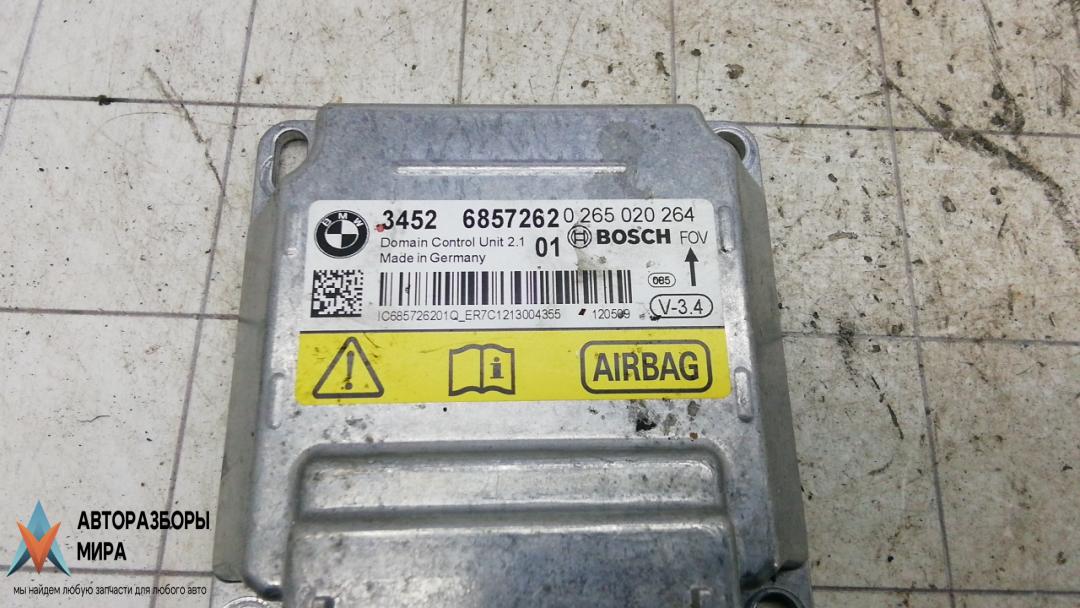 BMW
3452 6857262 0 265 020 264
Domain Control Unit 2.1 01 BOSCH FOV
Made in Germany
085
IC685726201Q_ER7C1213004355 120509 V-3.4
AIRBAG
АВТОРАЗБОРЫ
МИРА
мы найдем любую запчасти для любого авто